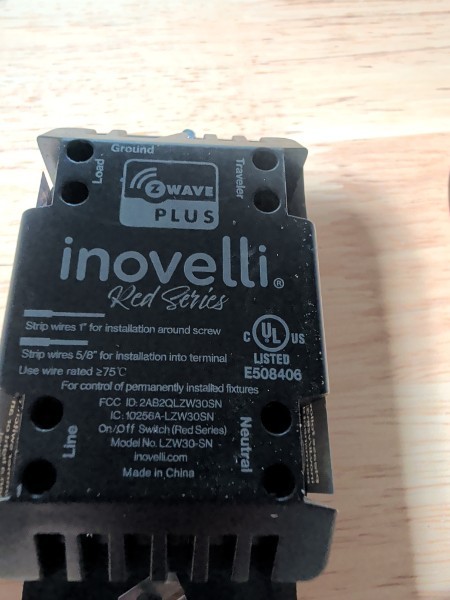 Ground
Load
Traveler
Z WAVE
PLUS
inovelli®
Red Series
Strip wires 1" for installation around screw
Strip wires 5/8" for installation into terminal
Use wire rated ≥75℃
C UL US
LISTED
E508406
For control of permanently installed fixtures
FCC ID: 2AB2QLZW30SN
IC: 10256A-LZW30SN
On/Off Switch (Red Series)
Model No. LZW30-SN
inovelli.com
Made in China
Line
Neutral